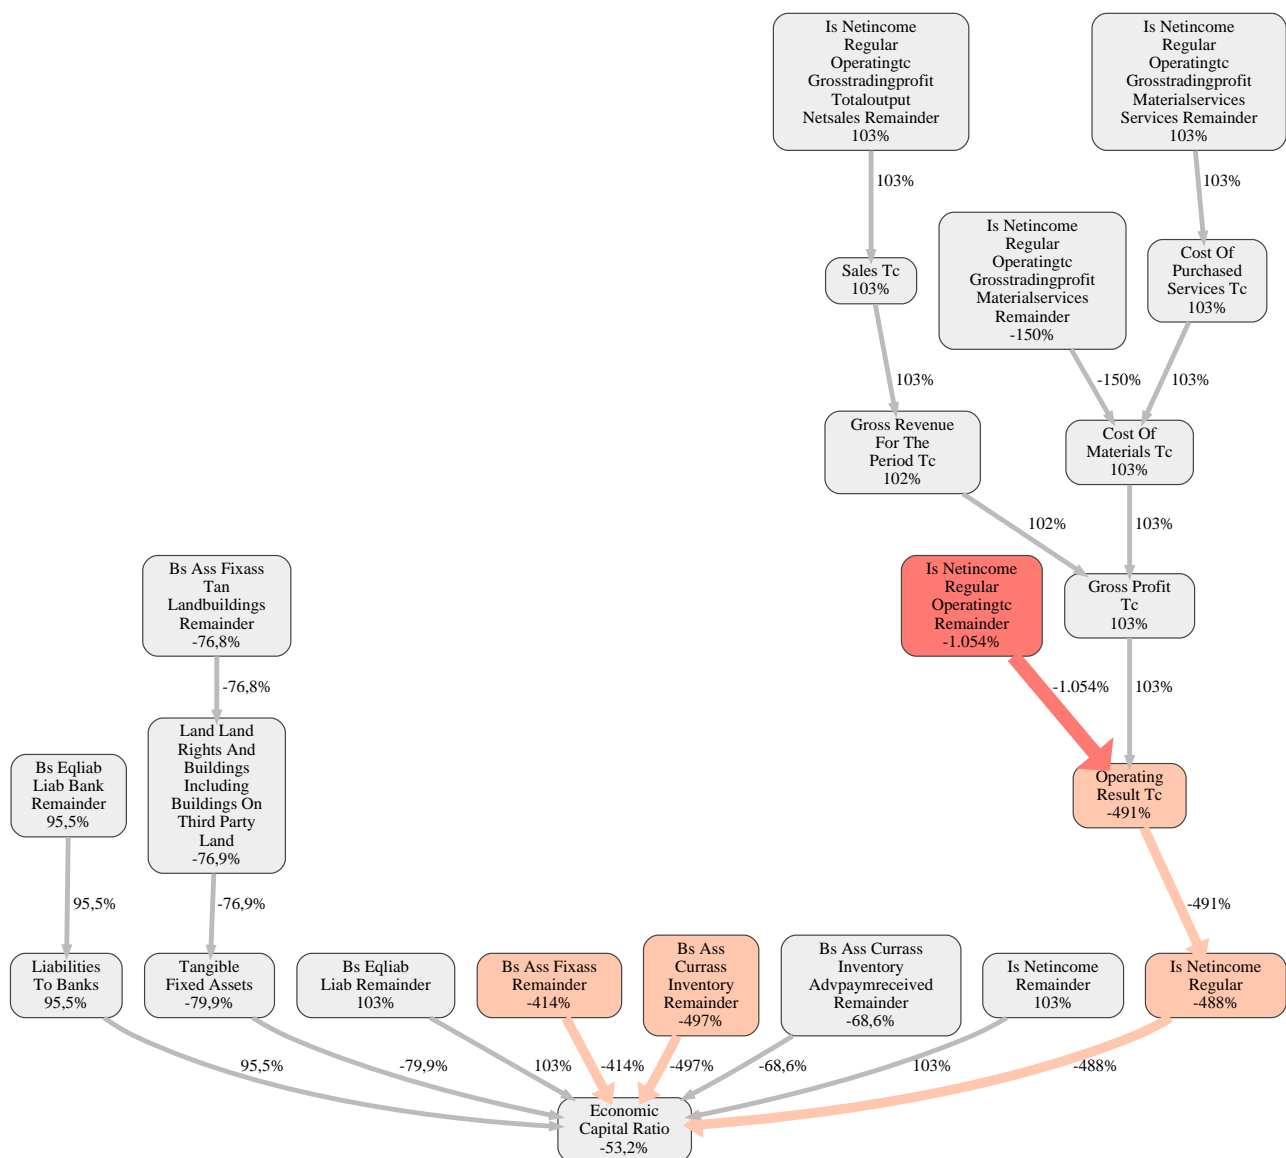 Is Netincome
Regular
Operatingtc
Grosstradingprofit
Totaloutput
Netsales Remainder
103%
Is Netincome
Regular
Operatingtc
Grosstradingprofit
Materialservices
Services Remainder
103%
103%
103%
Is Netincome
Regular
Operatingtc
Grosstradingprofit
Materialservices
Remainder
-150%
Sales Tc
103%
Cost Of
Purchased
Services Tc
103%
103%
-150%
103%
Gross Revenue
For The
Period Tc
102%
Cost Of
Materials Tc
103%
102%
103%
Bs Ass Fixass
Tan
Landbuildings
Remainder
-76,8%
Is Netincome
Regular
Operatingtc
Remainder
-1.054%
Gross Profit
Tc
103%
-76,8%
-1.054%
103%
Bs Eqliab
Liab Bank
Remainder
95,5%
Land Land
Rights And
Buildings
Including
Buildings On
Third Party
Land
-76,9%
Operating
Result Tc
-491%
95,5%
-76,9%
-491%
Liabilities
To Banks
95,5%
Tangible
Fixed Assets
-79,9%
Bs Eqliab
Liab Remainder
103%
Bs Ass Fixass
Remainder
-414%
Bs Ass
Currass
Inventory
Remainder
-497%
Bs Ass Currass
Inventory
Advpaymreceived
Remainder
-68,6%
Is Netincome
Remainder
103%
Is Netincome
Regular
-488%
95,5%
-79,9%
103%
-414%
-497%
-68,6%
103%
-488%
Economic
Capital Ratio
-53,2%